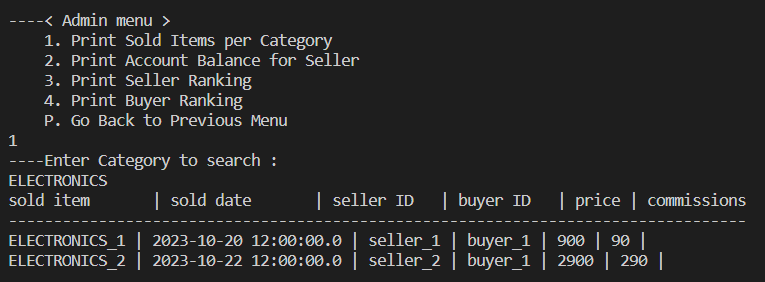 ----< Admin menu >
    1. Print Sold Items per Category
    2. Print Account Balance for Seller
    3. Print Seller Ranking
    4. Print Buyer Ranking
    P. Go Back to Previous Menu
1
----Enter Category to search :
ELECTRONICS
sold item       | sold date       | seller ID   | buyer ID   | price | commissions
----------------------------------------------------------------------------------
ELECTRONICS_1 | 2023-10-20 12:00:00.0 | seller_1 | buyer_1 | 900 | 90 |
ELECTRONICS_2 | 2023-10-22 12:00:00.0 | seller_2 | buyer_1 | 2900 | 290 |